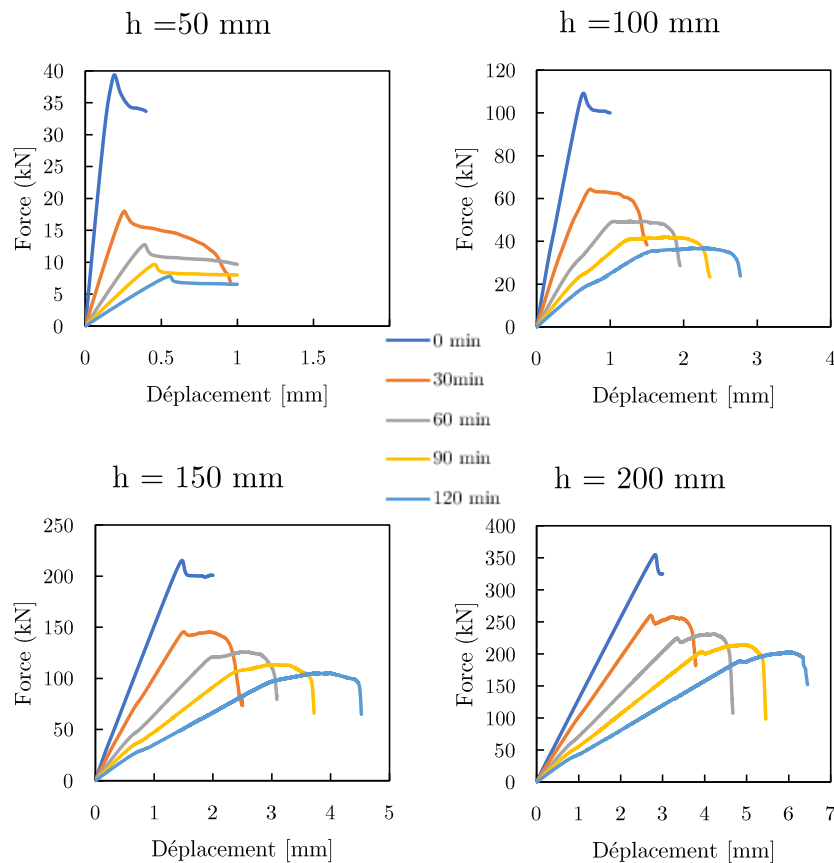 h =50 mm
40
35
30
25
20
15
10
5
0
Force (kN)
0 0.5 1 1.5
Déplacement [mm]
h =100 mm
120
100
80
60
40
20
0
Force (kN)
0 1 2 3 4
Déplacement [mm]
0 min
30min
60 min
90 min
120 min
h = 150 mm
250
200
150
100
50
0
Force (kN)
0 1 2 3 4 5
Déplacement [mm]
h = 200 mm
400
350
300
250
200
150
100
50
0
Force (kN)
0 1 2 3 4 5 6 7
Déplacement [mm]